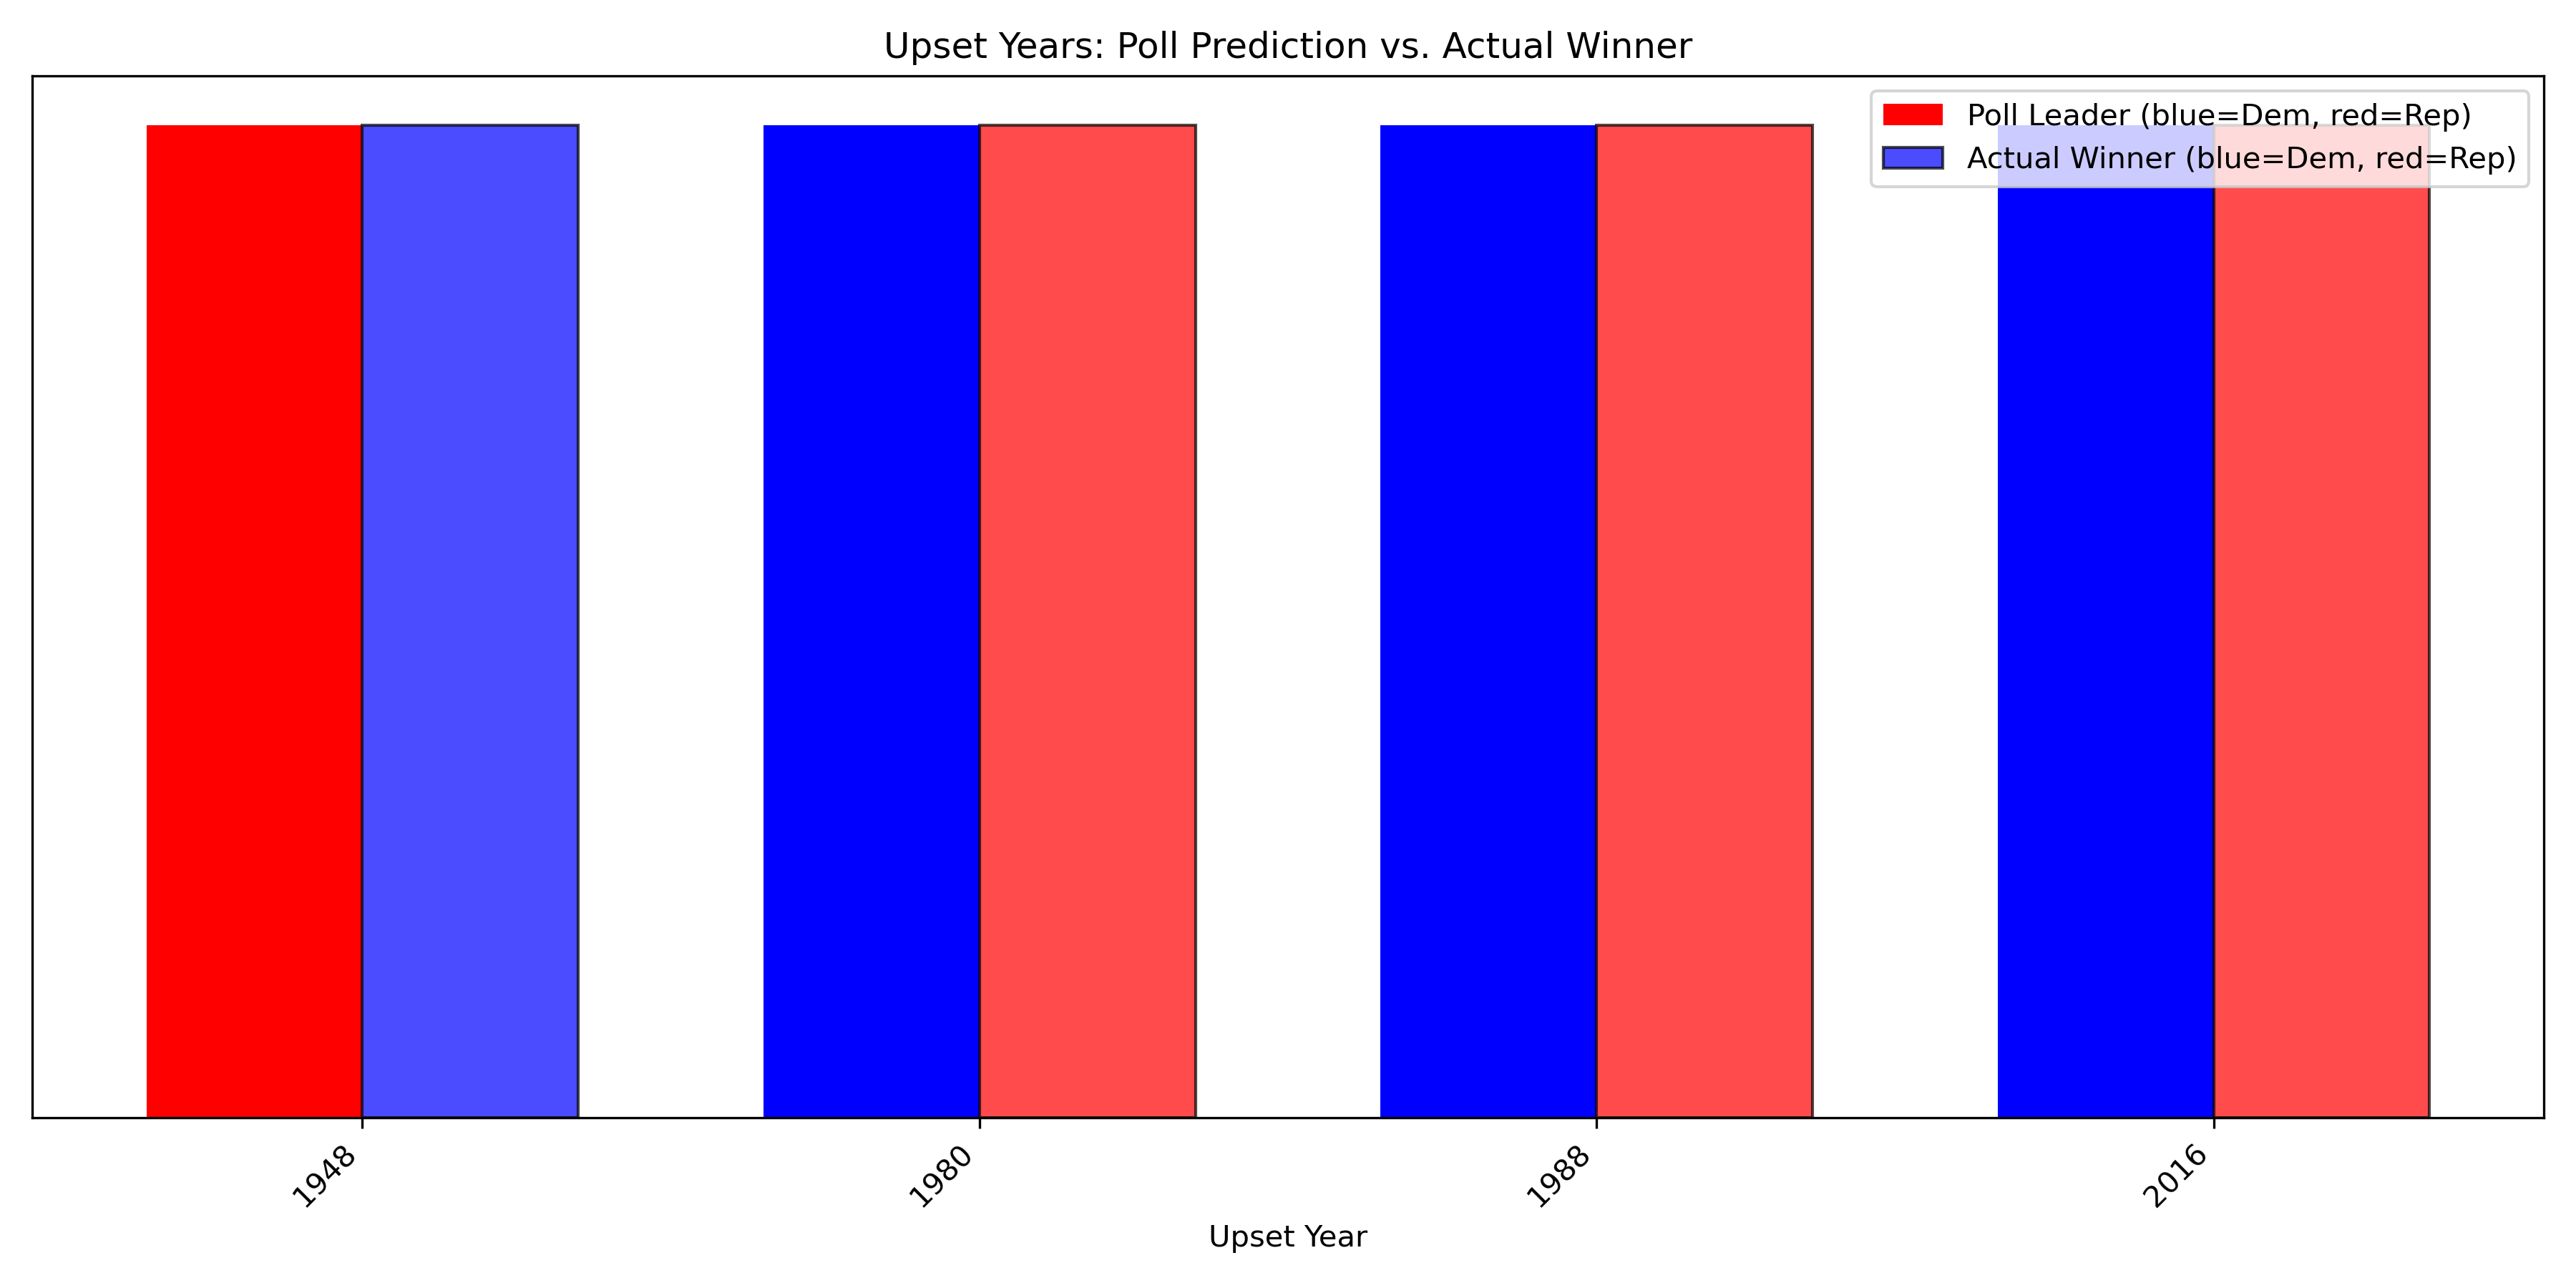 Upset Years: Poll Prediction vs. Actual Winner
Poll Leader (blue=Dem, red=Rep)
Actual Winner (blue=Dem, red=Rep)
1948
1980
1988
2016
Upset Year